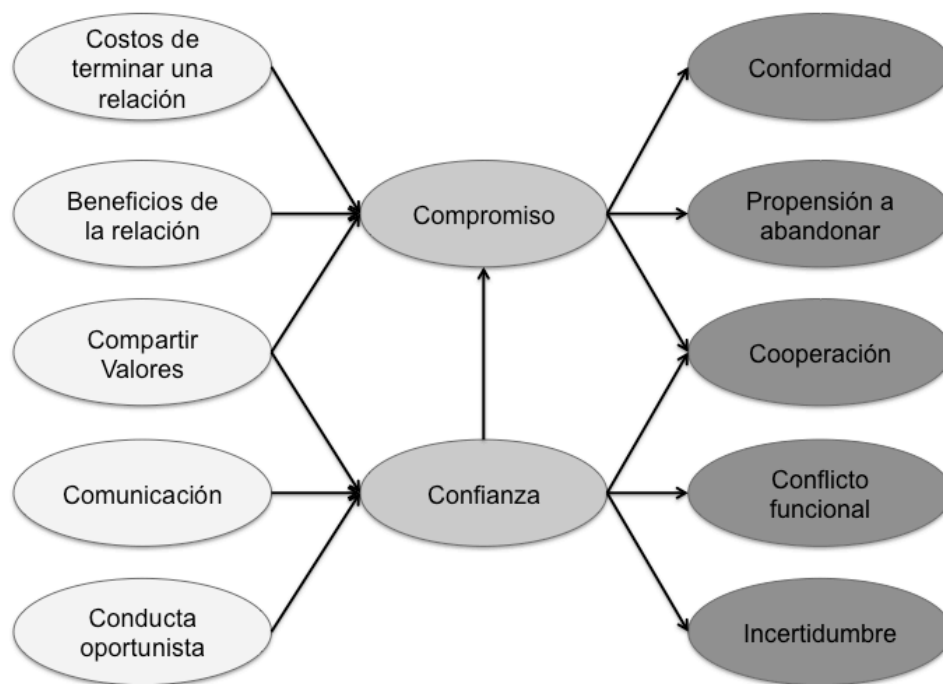 Costos de
terminar una
relación
Beneficios de
la relación
Compartir
Valores
Comunicación
Conducta
oportunista
Compromiso
Confianza
Conformidad
Propensión a
abandonar
Cooperación
Conflicto
funcional
Incertidumbre